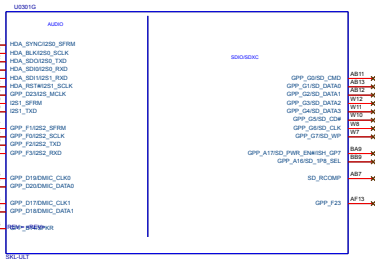 U0301G
AUDIO
SDIO/SDXC
HDA_SYNC/I2S0_SFRM
HDA_BLK/I2S0_SCLK
HDA_SDO/I2S0_TXD
HDA_SDI0/I2S0_RXD
HDA_SDI1/I2S1_RXD
HDA_RST#/I2S1_SCLK
GPP_D23/I2S_MCLK
I2S1_SFRM
I2S1_TXD
GPP_F1/I2S2_SFRM
GPP_F0/I2S2_SCLK
GPP_F2/I2S2_TXD
GPP_F3/I2S2_RXD
GPP_D19/DMIC_CLK0
GPP_D20/DMIC_DATA0
GPP_D17/DMIC_CLK1
GPP_D18/DMIC_DATA1
GPP_G0/SD_CMD AB11
GPP_G1/SD_DATA0 AB13
GPP_G2/SD_DATA1 AB12
GPP_G3/SD_DATA2 W12
GPP_G4/SD_DATA3 W11
GPP_G5/SD_CD# W10
GPP_G6/SD_CLK W8
GPP_G7/SD_WP W7
GPP_A17/SD_PWR_EN#/ISH_GP7 BA9
GPP_A16/SD_1P8_SEL BB9
SD_RCOMP AB7
GPP_F23 AF13
SKL-ULT